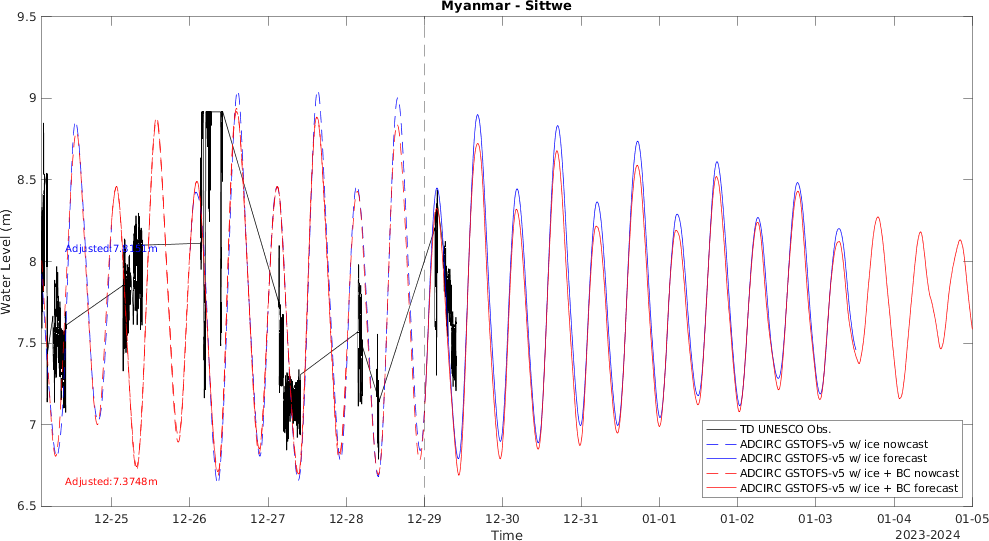 Myanmar - Sittwe
9.5
9
8.5
8
7.5
7
6.5
Water Level (m)
Adjusted:7.3748m
TD UNESCO Obs.
ADCIRC GSTOFS-v5 w/ ice nowcast
ADCIRC GSTOFS-v5 w/ ice forecast
ADCIRC GSTOFS-v5 w/ ice + BC nowcast
ADCIRC GSTOFS-v5 w/ ice + BC forecast
12-25 12-26 12-27 12-28 12-29 12-30 12-31 01-01 01-02 01-03 01-04 01-05
Time
2023-2024